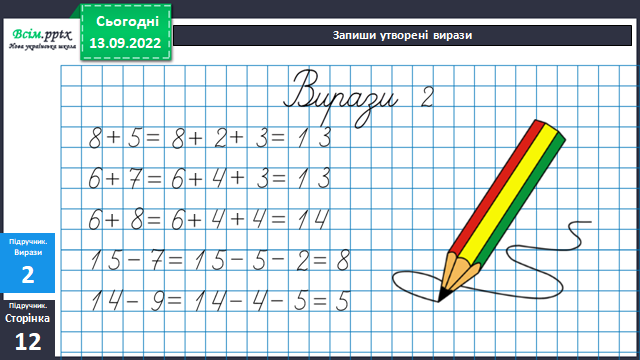 Всім.pptx
Нова українська школа
Сьогодні
13.09.2022
Запиши утворені вирази
Вирази 2
8+5=8+2+3=13
6+7=6+4+3=13
6+8=6+4+4=14
15-7=15-5-2=8
14-9=14-4-5=5
Підручник.
Вирази
2
Підручник.
Сторінка
12